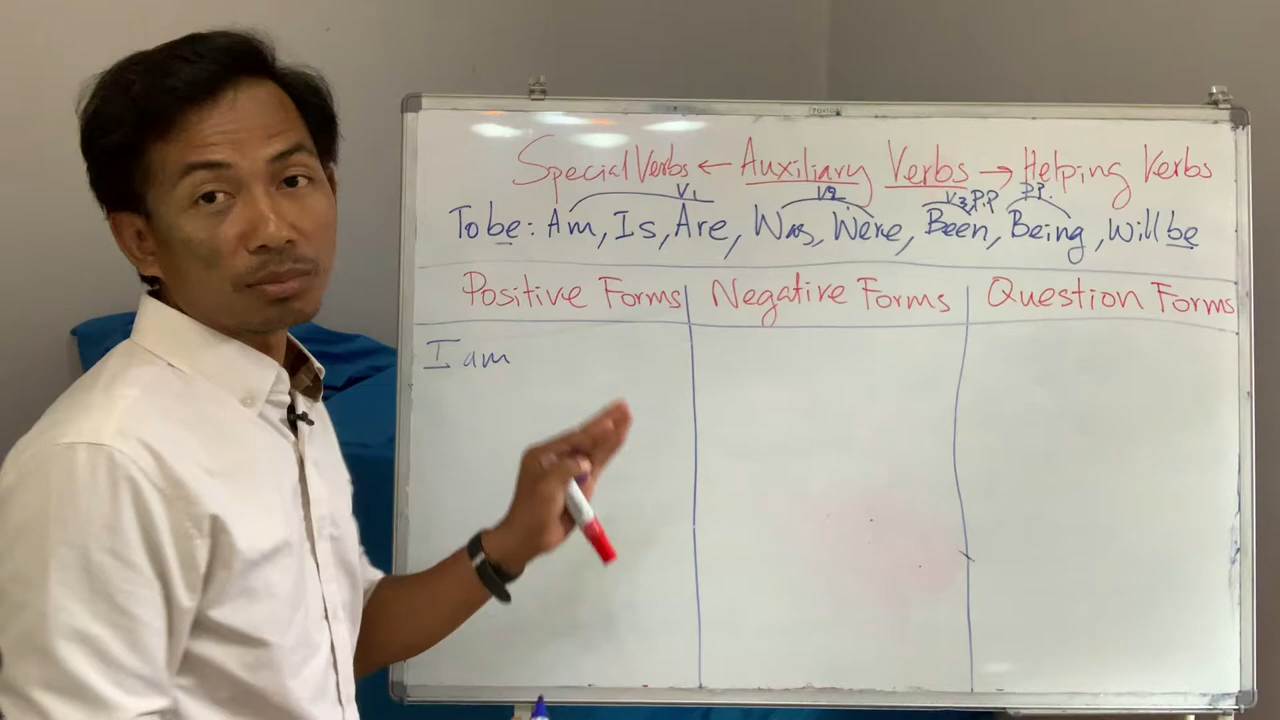 Special Verbs ← Auxiliary Verbs → Helping Verbs
V1 V2 V3, P.P P.P.
To be: Am, Is, Are, Was, Were, Been, Being, Will be
Positive Forms Negative Forms Question Forms
I am